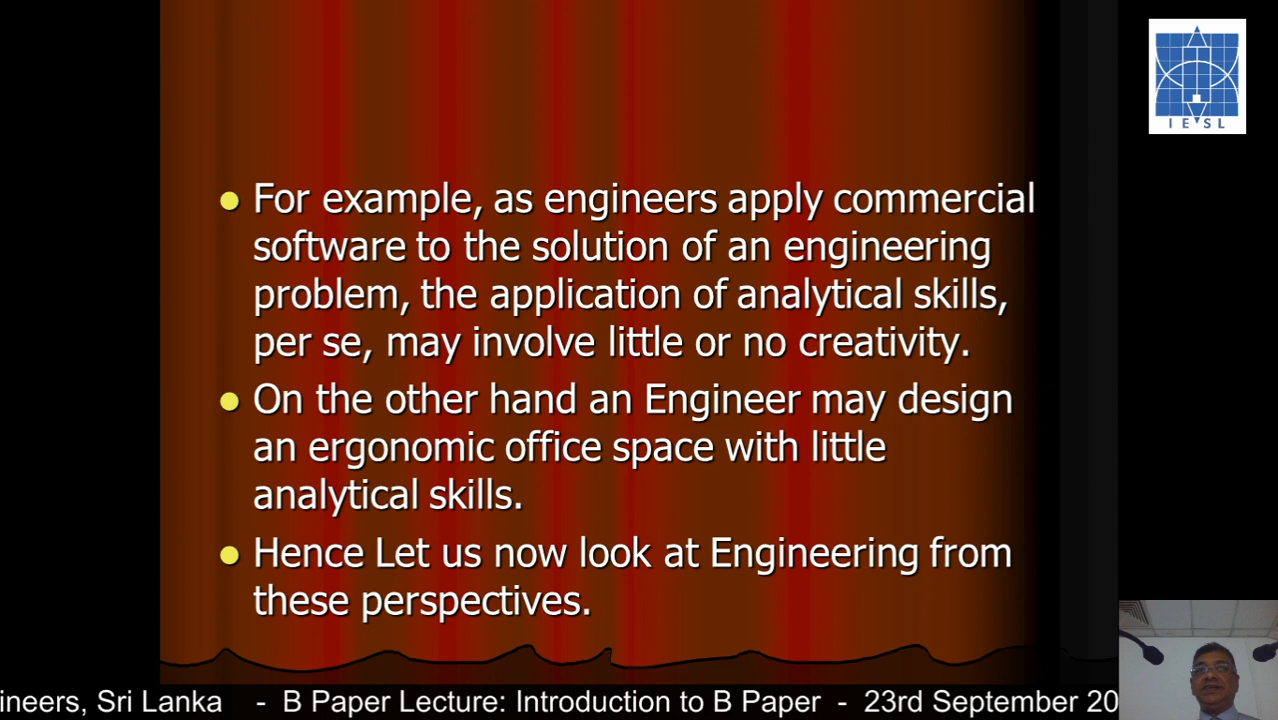 IESL
For example, as engineers apply commercial
software to the solution of an engineering
problem, the application of analytical skills,
per se, may involve little or no creativity.
On the other hand an Engineer may design
an ergonomic office space with little
analytical skills.
Hence Let us now look at Engineering from
these perspectives.
ineers, Sri Lanka - B Paper Lecture: Introduction to B Paper - 23rd September 20